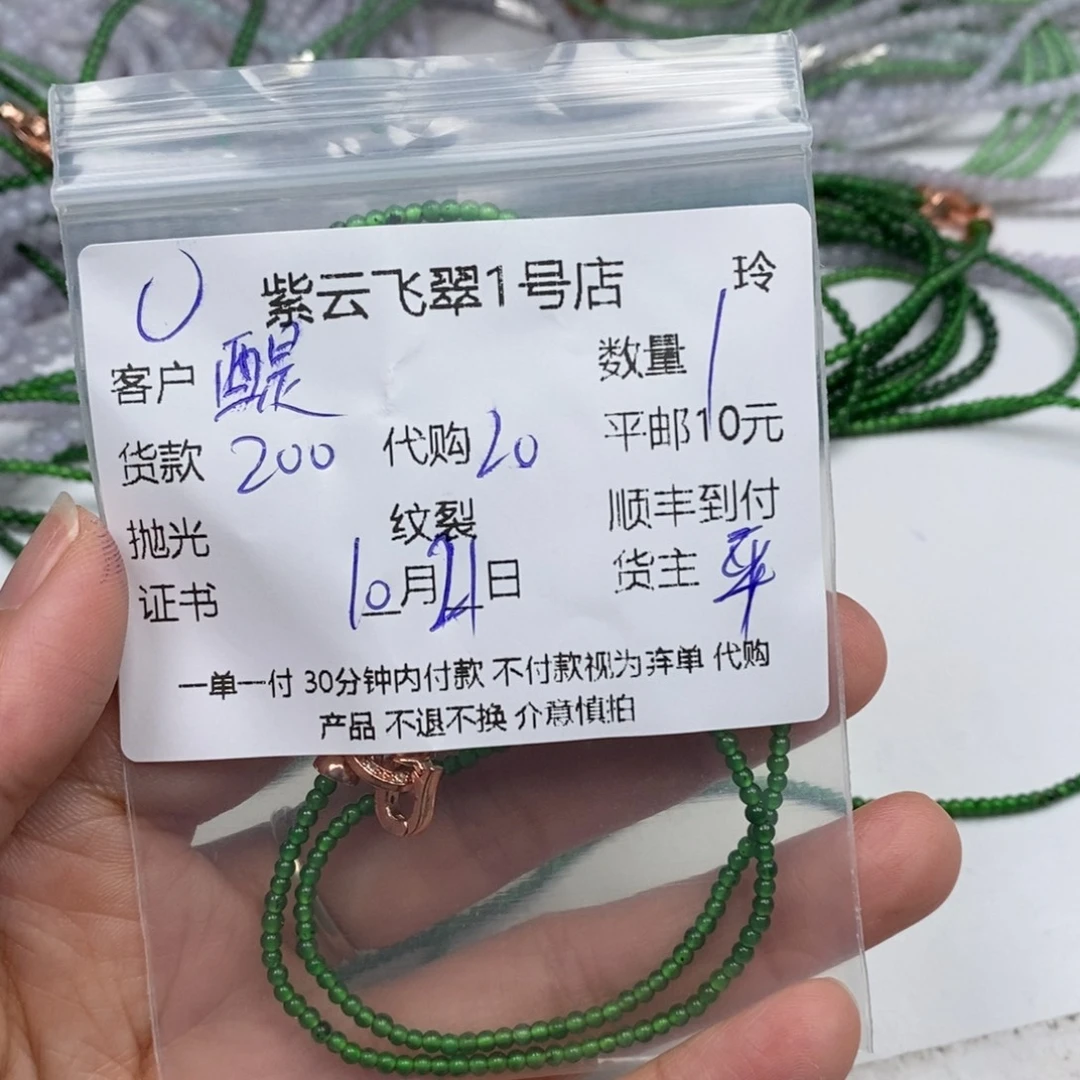 紫云飞翠1号店 玲
客户 醍 数量 1
货款 200 代购 20 平邮10元
抛光 纹裂 顺丰到付
证书 10月21日 货主
一单一付 30分钟内付款 不付款视为弃单 代购
产品 不退不换 介意慎拍